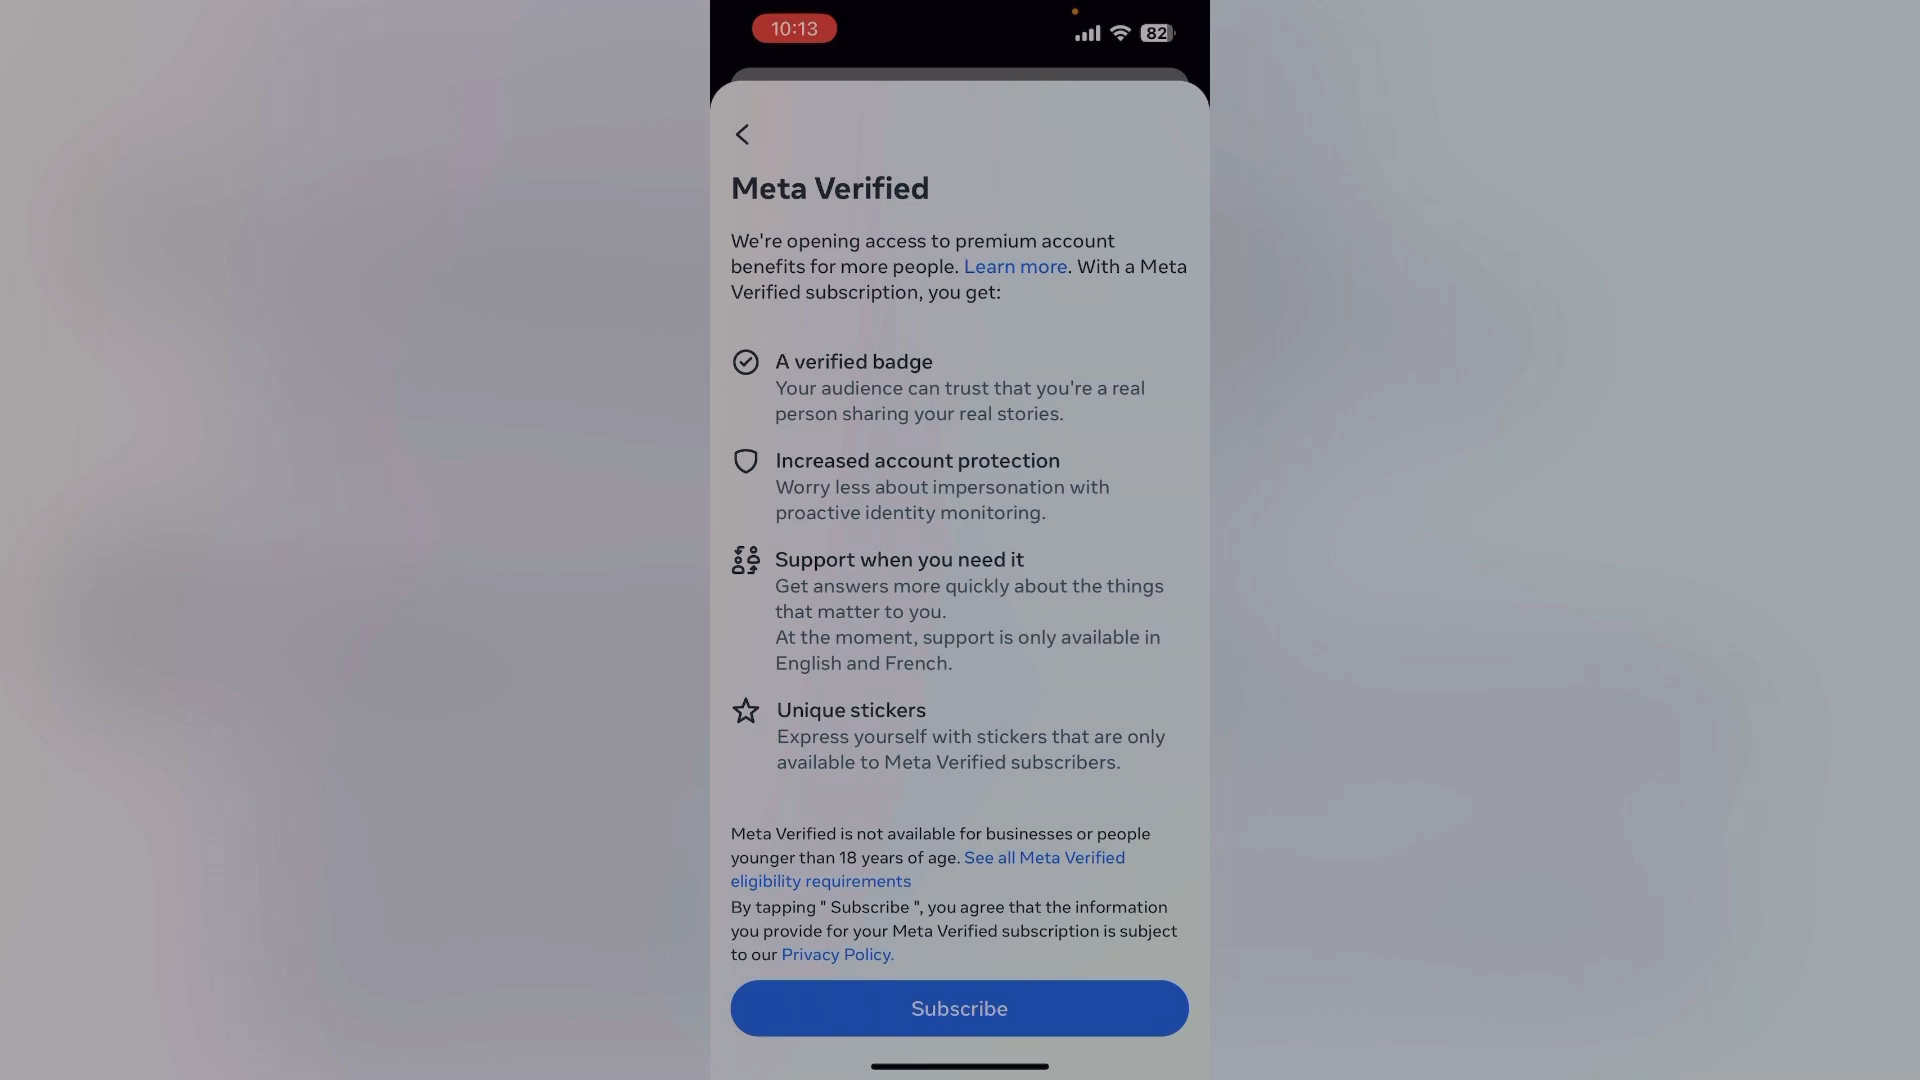 10:13
82
Meta Verified
We're opening access to premium account
benefits for more people. Learn more. With a Meta
Verified subscription, you get:
A verified badge
Your audience can trust that you're a real
person sharing your real stories.
Increased account protection
Worry less about impersonation with
proactive identity monitoring.
Support when you need it
Get answers more quickly about the things
that matter to you.
At the moment, support is only available in
English and French.
Unique stickers
Express yourself with stickers that are only
available to Meta Verified subscribers.
Meta Verified is not available for businesses or people
younger than 18 years of age. See all Meta Verified
eligibility requirements
By tapping " Subscribe ", you agree that the information
you provide for your Meta Verified subscription is subject
to our Privacy Policy.
Subscribe